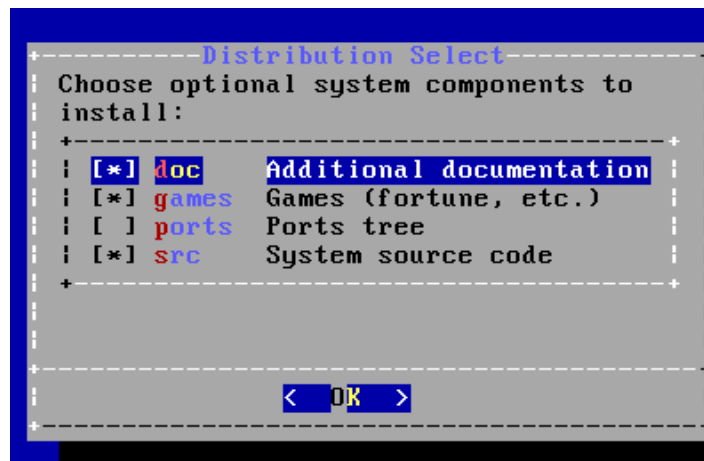 Distribution Select
Choose optional system components to
install:
[*] doc Additional documentation
[*] games Games (fortune, etc.)
[ ] ports Ports tree
[*] src System source code
< OK >